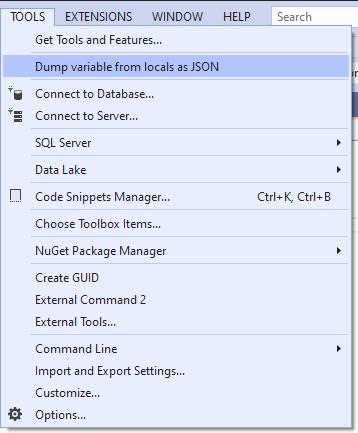 TOOLS EXTENSIONS WINDOW HELP Search
Get Tools and Features...
Dump variable from locals as JSON
Connect to Database...
Connect to Server...
SQL Server
Data Lake
Code Snippets Manager... Ctrl+K, Ctrl+B
Choose Toolbox Items...
NuGet Package Manager
Create GUID
External Command 2
External Tools...
Command Line
Import and Export Settings...
Customize...
Options...